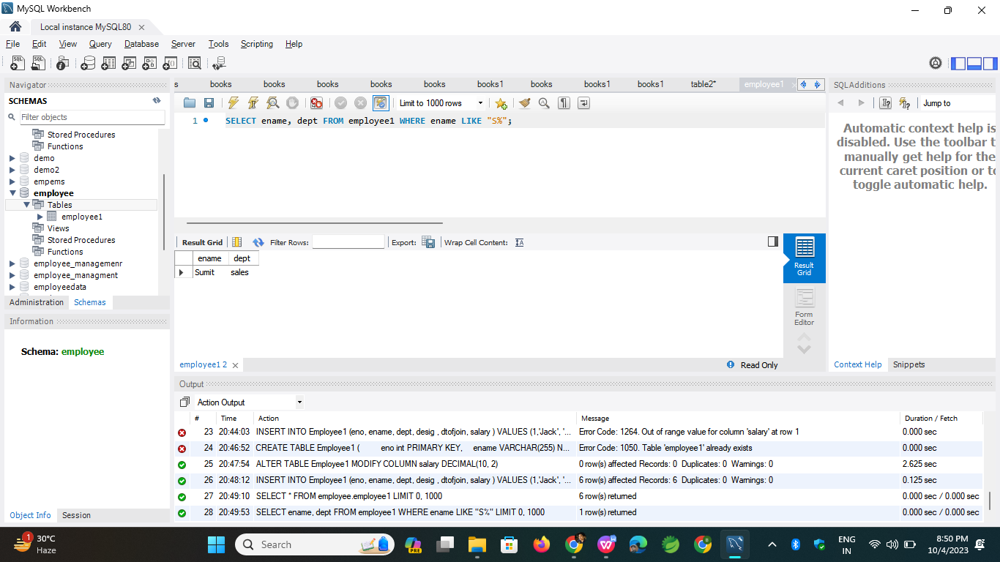 MySQL Workbench
Local instance MySQL80
File Edit View Query Database Server Tools Scripting Help
Navigator
SCHEMAS
Filter objects
Stored Procedures
Functions
demo
demo2
empems
employee
Tables
employee1
Views
Stored Procedures
Functions
employee_managemenr
employee_managment
employeedata
Administration Schemas
Information
Schema: employee
Object Info Session
s books books books books books books1 books books1 books1 table2* employee1
Limit to 1000 rows
1 SELECT ename, dept FROM employee1 WHERE ename LIKE "S%";
Result Grid Filter Rows: Export: Wrap Cell Content:
ename dept
Sumit sales
Result Grid
Form Editor
employee1 2 Read Only
SQLAdditions
Jump to
Automatic context help is
disabled. Use the toolbar t
manually get help for the
current caret position or to
toggle automatic help.
Context Help Snippets
Output
Action Output
# Time Action Message Duration / Fetch
23 20:44:03 INSERT INTO Employee1 (eno, ename, dept, desig , dtofjoin, salary ) VALUES (1,'Jack', '... Error Code: 1264. Out of range value for column 'salary' at row 1 0.000 sec
24 20:46:52 CREATE TABLE Employee1 ( eno int PRIMARY KEY, ename VARCHAR(255) N... Error Code: 1050. Table 'employee1' already exists 0.000 sec
25 20:47:54 ALTER TABLE Employee1 MODIFY COLUMN salary DECIMAL(10, 2) 0 row(s) affected Records: 0 Duplicates: 0 Warnings: 0 2.625 sec
26 20:48:12 INSERT INTO Employee1 (eno, ename, dept, desig , dtofjoin, salary ) VALUES (1,'Jack', '... 6 row(s) affected Records: 6 Duplicates: 0 Warnings: 0 0.125 sec
27 20:49:10 SELECT * FROM employee.employee1 LIMIT 0, 1000 6 row(s) returned 0.000 sec / 0.000 sec
28 20:49:53 SELECT ename, dept FROM employee1 WHERE ename LIKE "S%" LIMIT 0, 1000 1 row(s) returned 0.000 sec / 0.000 sec
1
30°C
Haze
Search
PRE
ENG
IN
8:50 PM
10/4/2023